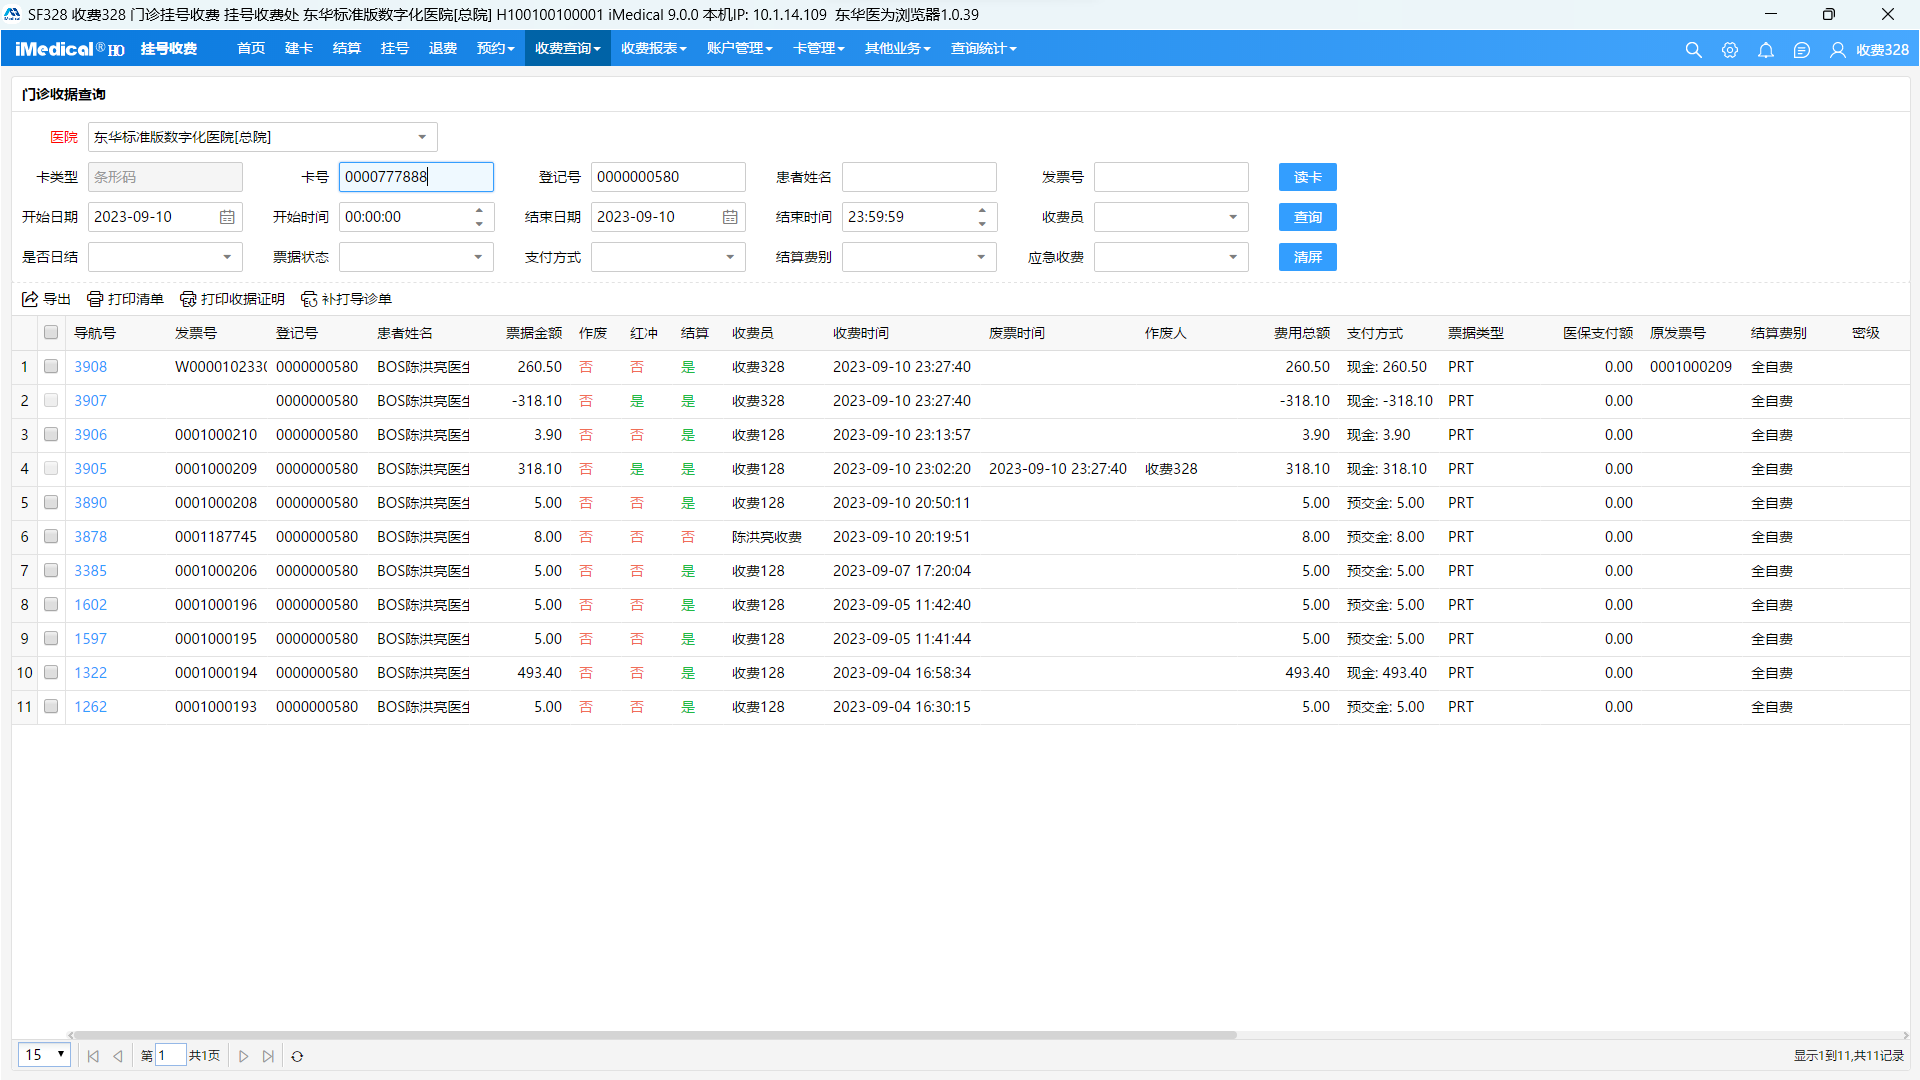 SF328 收费328 门诊挂号收费 挂号收费处 东华标准版数字化医院[总院] H100100100001 iMedical 9.0.0 本机IP: 10.1.14.109 东华医为浏览器1.0.39
iMedical® HO 挂号收费 首页 建卡 结算 挂号 退费 预约 收费查询 收费报表 账户管理 卡管理 其他业务 查询统计 收费328
门诊收据查询
医院 东华标准版数字化医院[总院]
卡类型 条形码 卡号 0000777888 登记号 0000000580 患者姓名 发票号 读卡
开始日期 2023-09-10 开始时间 00:00:00 结束日期 2023-09-10 结束时间 23:59:59 收费员 查询
是否日结 票据状态 支付方式 结算费别 应急收费 清屏
导出 打印清单 打印收据证明 补打导诊单
导航号 发票号 登记号 患者姓名 票据金额 作废 红冲 结算 收费员 收费时间 废票时间 作废人 费用总额 支付方式 票据类型 医保支付额 原发票号 结算费别 密级
1 3908 W0000102330 0000000580 BOS陈洪亮医生 260.50 否 否 是 收费328 2023-09-10 23:27:40 260.50 现金: 260.50 PRT 0.00 0001000209 全自费
2 3907 0000000580 BOS陈洪亮医生 -318.10 否 是 是 收费328 2023-09-10 23:27:40 -318.10 现金: -318.10 PRT 0.00 全自费
3 3906 0001000210 0000000580 BOS陈洪亮医生 3.90 否 否 是 收费128 2023-09-10 23:13:57 3.90 现金: 3.90 PRT 0.00 全自费
4 3905 0001000209 0000000580 BOS陈洪亮医生 318.10 否 是 是 收费128 2023-09-10 23:02:20 2023-09-10 23:27:40 收费328 318.10 现金: 318.10 PRT 0.00 全自费
5 3890 0001000208 0000000580 BOS陈洪亮医生 5.00 否 否 是 收费128 2023-09-10 20:50:11 5.00 预交金: 5.00 PRT 0.00 全自费
6 3878 0001187745 0000000580 BOS陈洪亮医生 8.00 否 否 否 陈洪亮收费 2023-09-10 20:19:51 8.00 预交金: 8.00 PRT 0.00 全自费
7 3385 0001000206 0000000580 BOS陈洪亮医生 5.00 否 否 是 收费128 2023-09-07 17:20:04 5.00 预交金: 5.00 PRT 0.00 全自费
8 1602 0001000196 0000000580 BOS陈洪亮医生 5.00 否 否 是 收费128 2023-09-05 11:42:40 5.00 预交金: 5.00 PRT 0.00 全自费
9 1597 0001000195 0000000580 BOS陈洪亮医生 5.00 否 否 是 收费128 2023-09-05 11:41:44 5.00 预交金: 5.00 PRT 0.00 全自费
10 1322 0001000194 0000000580 BOS陈洪亮医生 493.40 否 否 是 收费128 2023-09-04 16:58:34 493.40 现金: 493.40 PRT 0.00 全自费
11 1262 0001000193 0000000580 BOS陈洪亮医生 5.00 否 否 是 收费128 2023-09-04 16:30:15 5.00 预交金: 5.00 PRT 0.00 全自费
15 第 1 共1页 显示1到11,共11记录